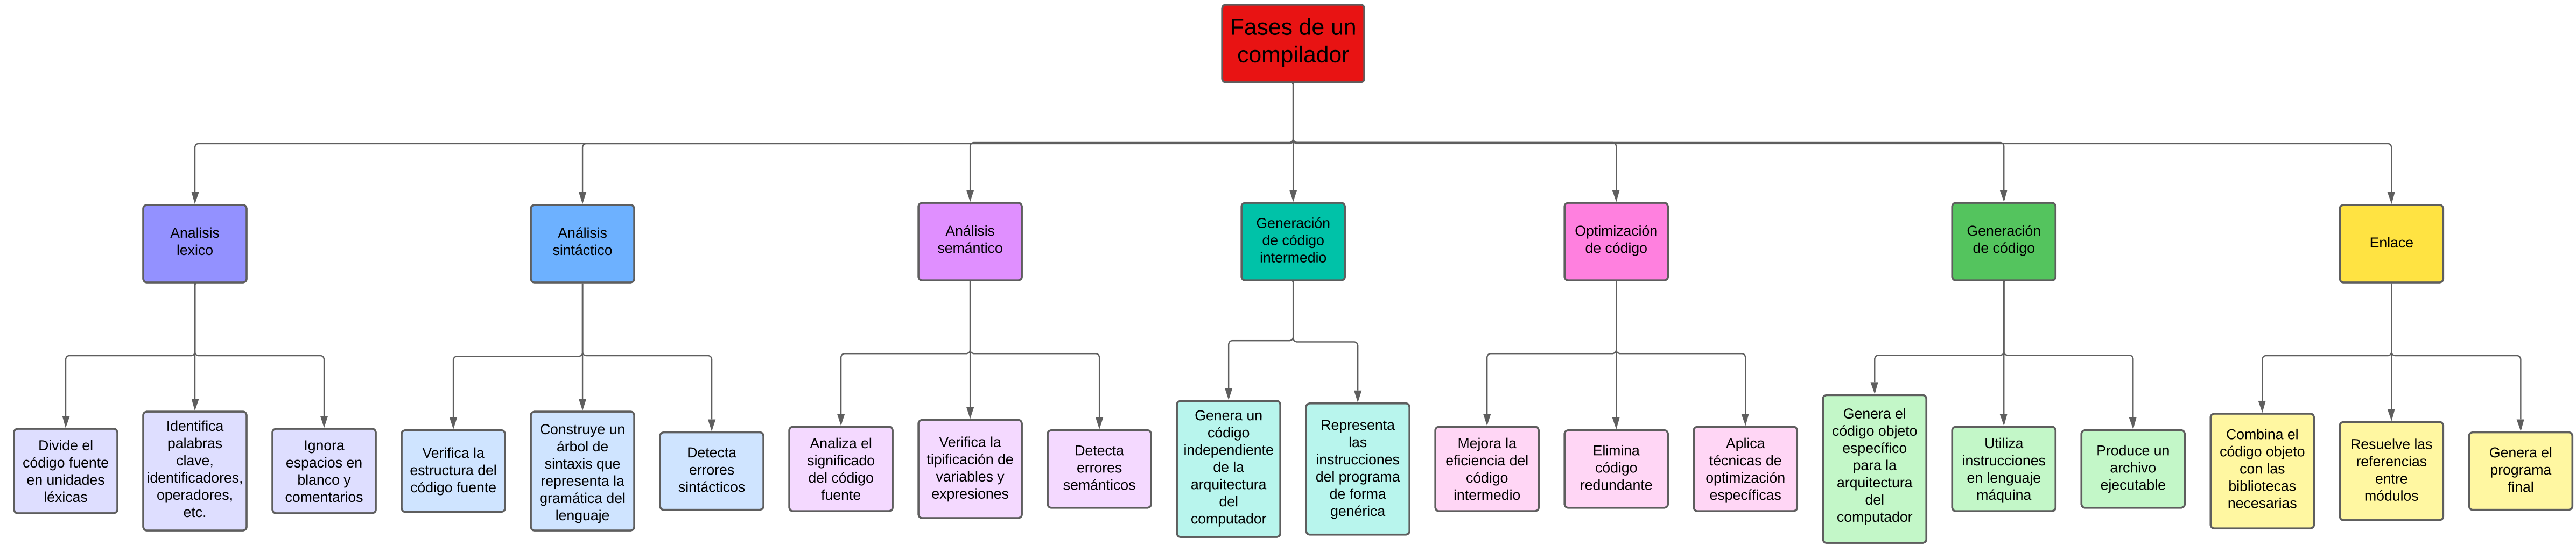 Fases de un
compilador
Analisis
lexico
Análisis
sintáctico
Análisis
semántico
Generación
de código
intermedio
Optimización
de código
Generación
de código
Enlace
Divide el
código fuente
en unidades
léxicas
Identifica
palabras
clave,
identificadores,
operadores,
etc.
Ignora
espacios en
blanco y
comentarios
Verifica la
estructura del
código fuente
Construye un
árbol de
sintaxis que
representa la
gramática del
lenguaje
Detecta
errores
sintácticos
Analiza el
significado
del código
fuente
Verifica la
tipificación de
variables y
expresiones
Detecta
errores
semánticos
Genera un
código
independiente
de la
arquitectura
del
computador
Representa
las
instrucciones
del programa
de forma
genérica
Mejora la
eficiencia del
código
intermedio
Elimina
código
redundante
Aplica
técnicas de
optimización
específicas
Genera el
código objeto
específico
para la
arquitectura
del
computador
Utiliza
instrucciones
en lenguaje
máquina
Produce un
archivo
ejecutable
Combina el
código objeto
con las
bibliotecas
necesarias
Resuelve las
referencias
entre
módulos
Genera el
programa
final